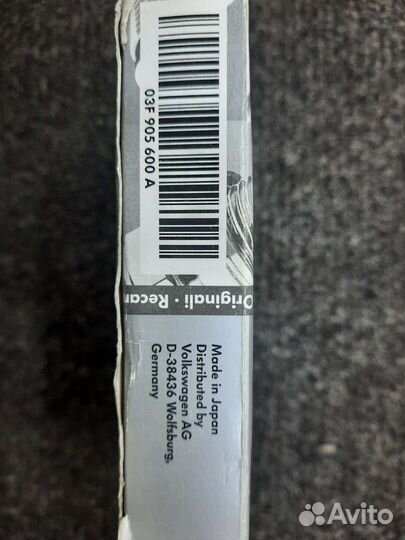 03F 905 600 A
Originali · Recam
Made in Japan
Distributed by
Volkswagen AG
D-38436 Wolfsburg,
Germany
Avito